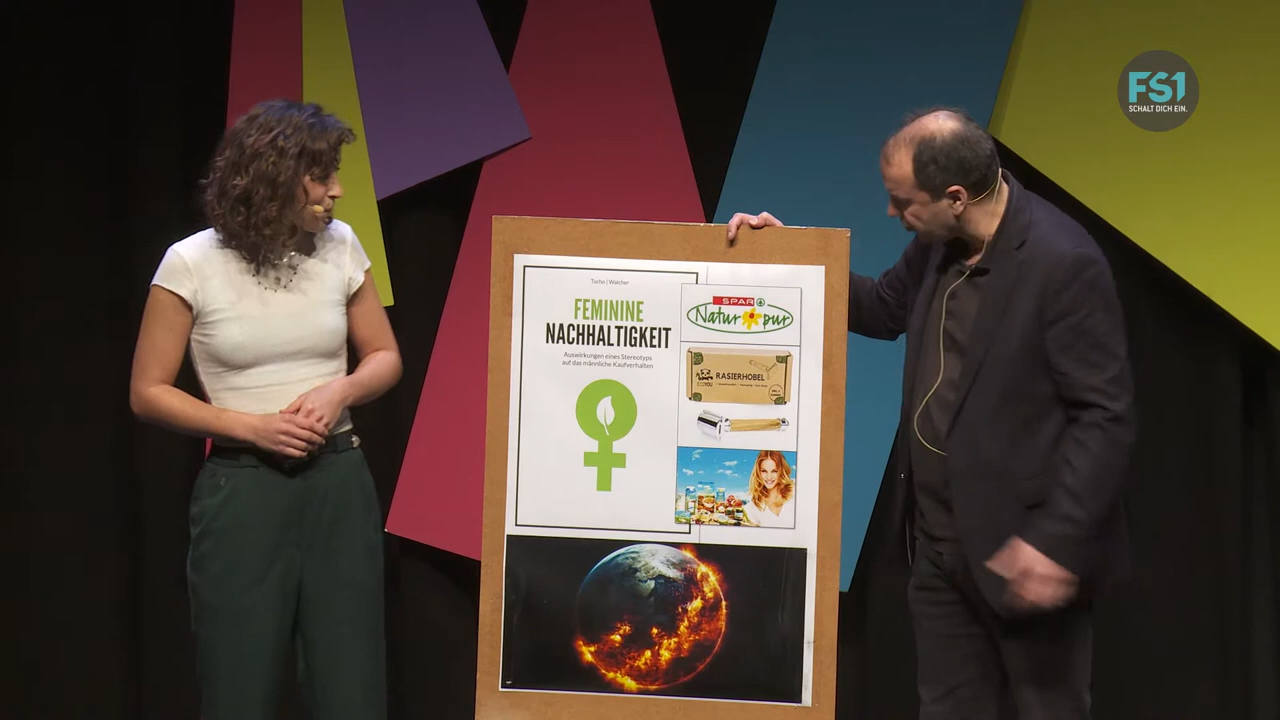 FS1
SCHALT DICH EIN.
Tscho | Walcher
FEMININE
NACHHALTIGKEIT
Auswirkungen eines Stereotyps
auf das männliche Kaufverhalten
SPAR
Natur pur
ECOYOU
RASIERHOBEL